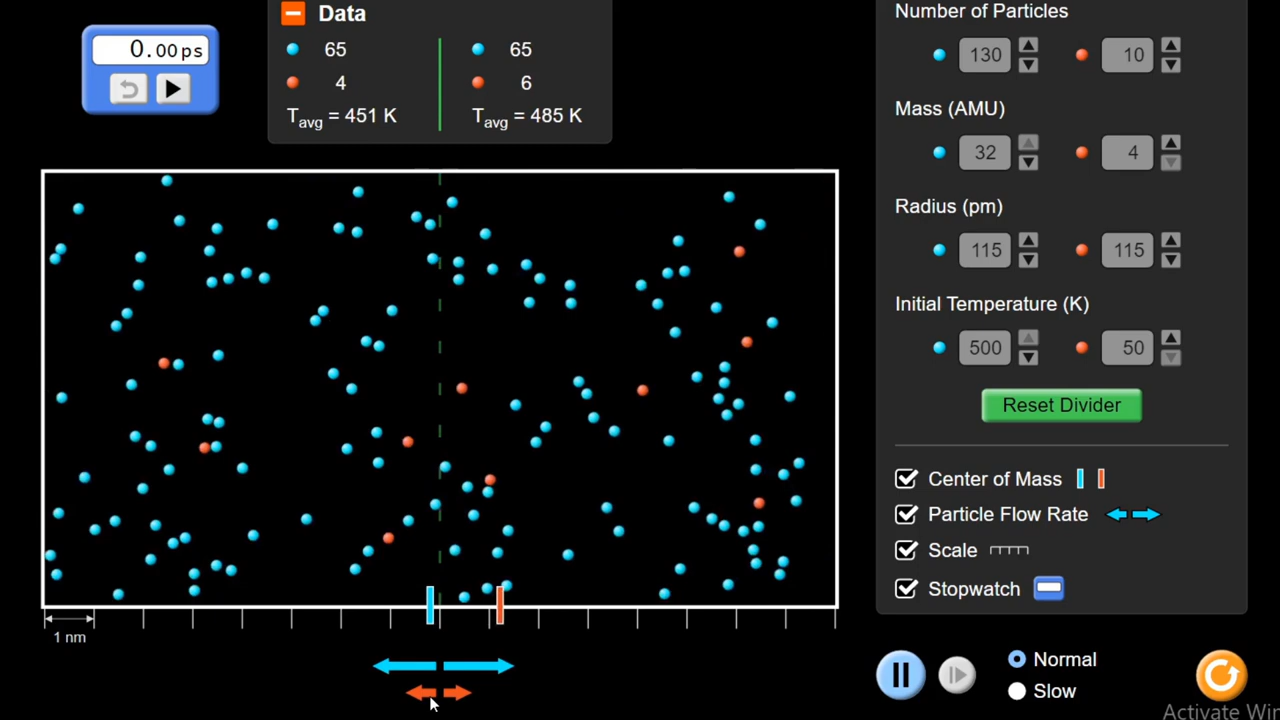 Data
0.00 ps
65 65
4 6
Tavg = 451 K Tavg = 485 K
1 nm
Number of Particles
130 10
Mass (AMU)
32 4
Radius (pm)
115 115
Initial Temperature (K)
500 50
Reset Divider
Center of Mass
Particle Flow Rate
Scale
Stopwatch
Normal
Slow
Activate Win